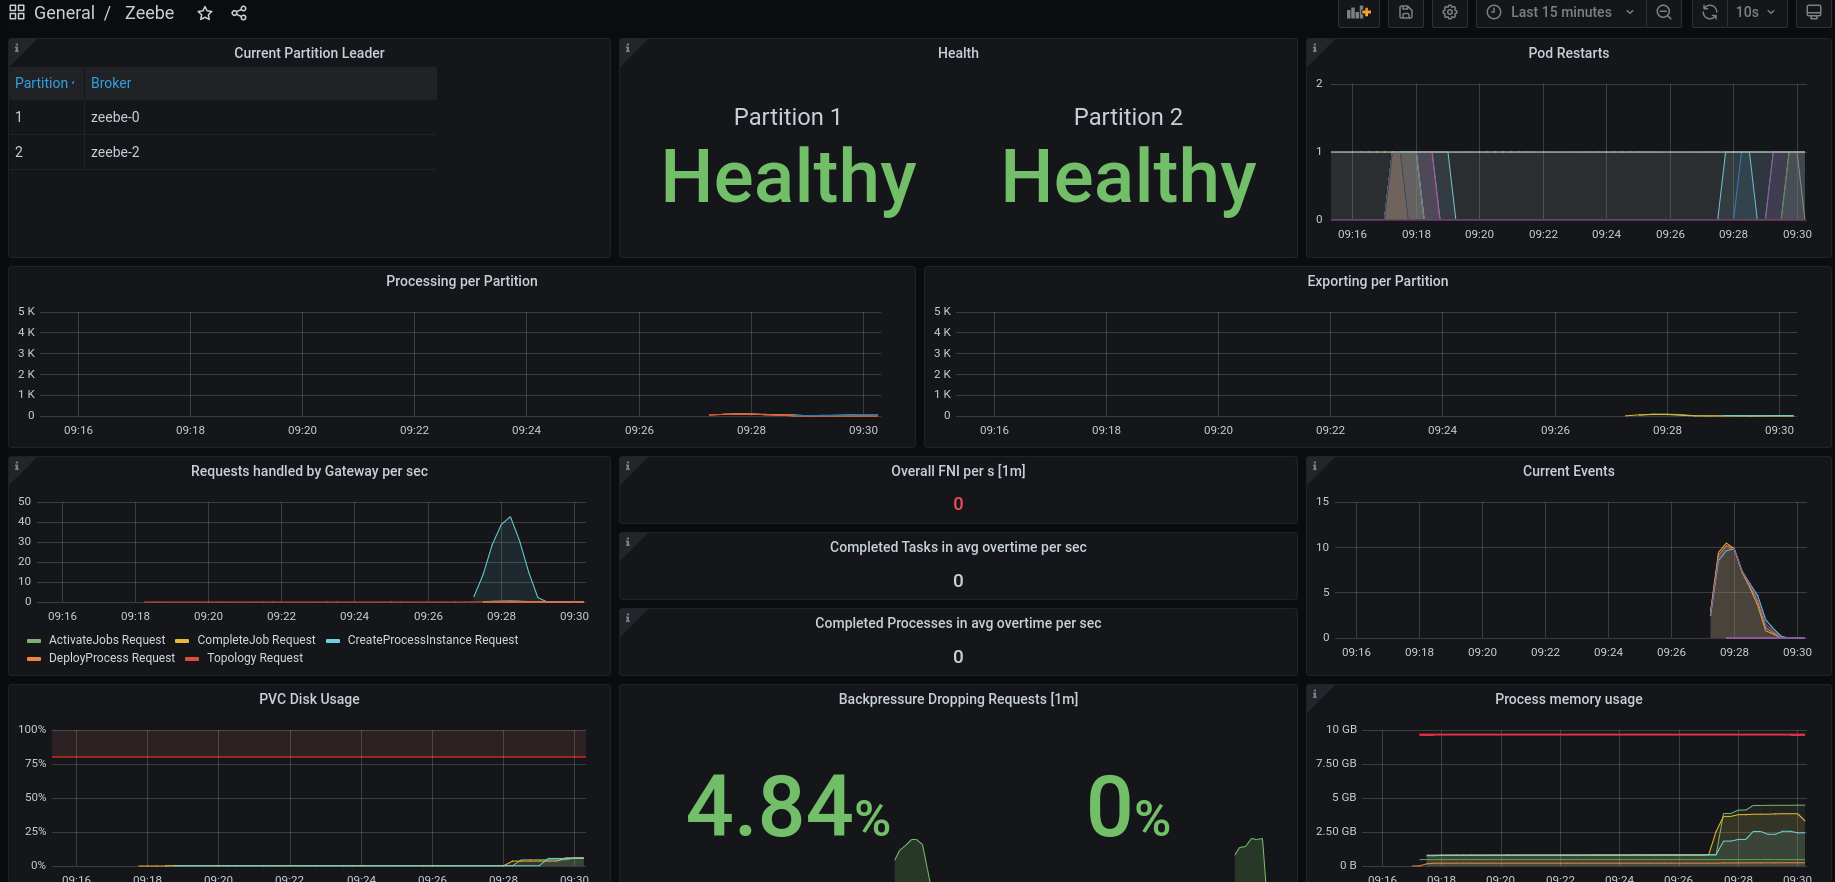 General / Zeebe
Last 15 minutes
10s
Current Partition Leader
Partition Broker
1 zeebe-0
2 zeebe-2
Health
Partition 1 Partition 2
Healthy Healthy
Pod Restarts
2
1
0
09:16 09:18 09:20 09:22 09:24 09:26 09:28 09:30
Processing per Partition
5 K
4 K
3 K
2 K
1 K
0
09:16 09:18 09:20 09:22 09:24 09:26 09:28 09:30
Exporting per Partition
5 K
4 K
3 K
2 K
1 K
0
09:16 09:18 09:20 09:22 09:24 09:26 09:28 09:30
Requests handled by Gateway per sec
50
40
30
20
10
0
09:16 09:18 09:20 09:22 09:24 09:26 09:28 09:30
ActivateJobs Request CompleteJob Request CreateProcessInstance Request
DeployProcess Request Topology Request
Overall FNI per s [1m]
0
Completed Tasks in avg overtime per sec
0
Completed Processes in avg overtime per sec
0
Current Events
15
10
5
0
09:16 09:18 09:20 09:22 09:24 09:26 09:28 09:30
PVC Disk Usage
100%
75%
50%
25%
0%
09:16 09:18 09:20 09:22 09:24 09:26 09:28 09:30
Backpressure Dropping Requests [1m]
4.84% 0%
Process memory usage
10 GB
7.50 GB
5 GB
2.50 GB
0 B
09:16 09:18 09:20 09:22 09:24 09:26 09:28 09:30